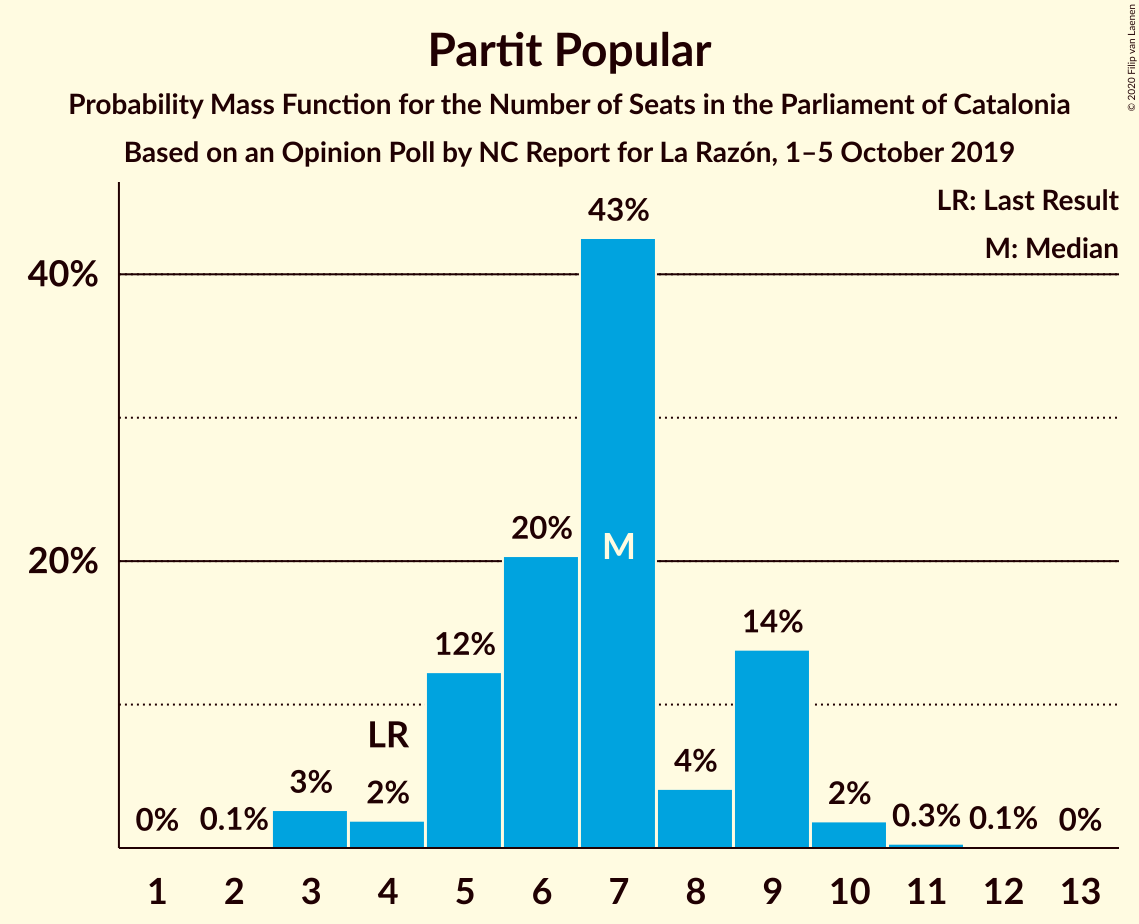 Partit Popular
Probability Mass Function for the Number of Seats in the Parliament of Catalonia
Based on an Opinion Poll by NC Report for La Razón, 1–5 October 2019
© 2020 Filip van Laenen
LR: Last Result
M: Median
43%
40%
20%
M
20%
14%
12%
LR
4%
3%
2%
2%
0%
0.1%
0.3%
0.1%
0%
1 2 3 4 5 6 7 8 9 10 11 12 13